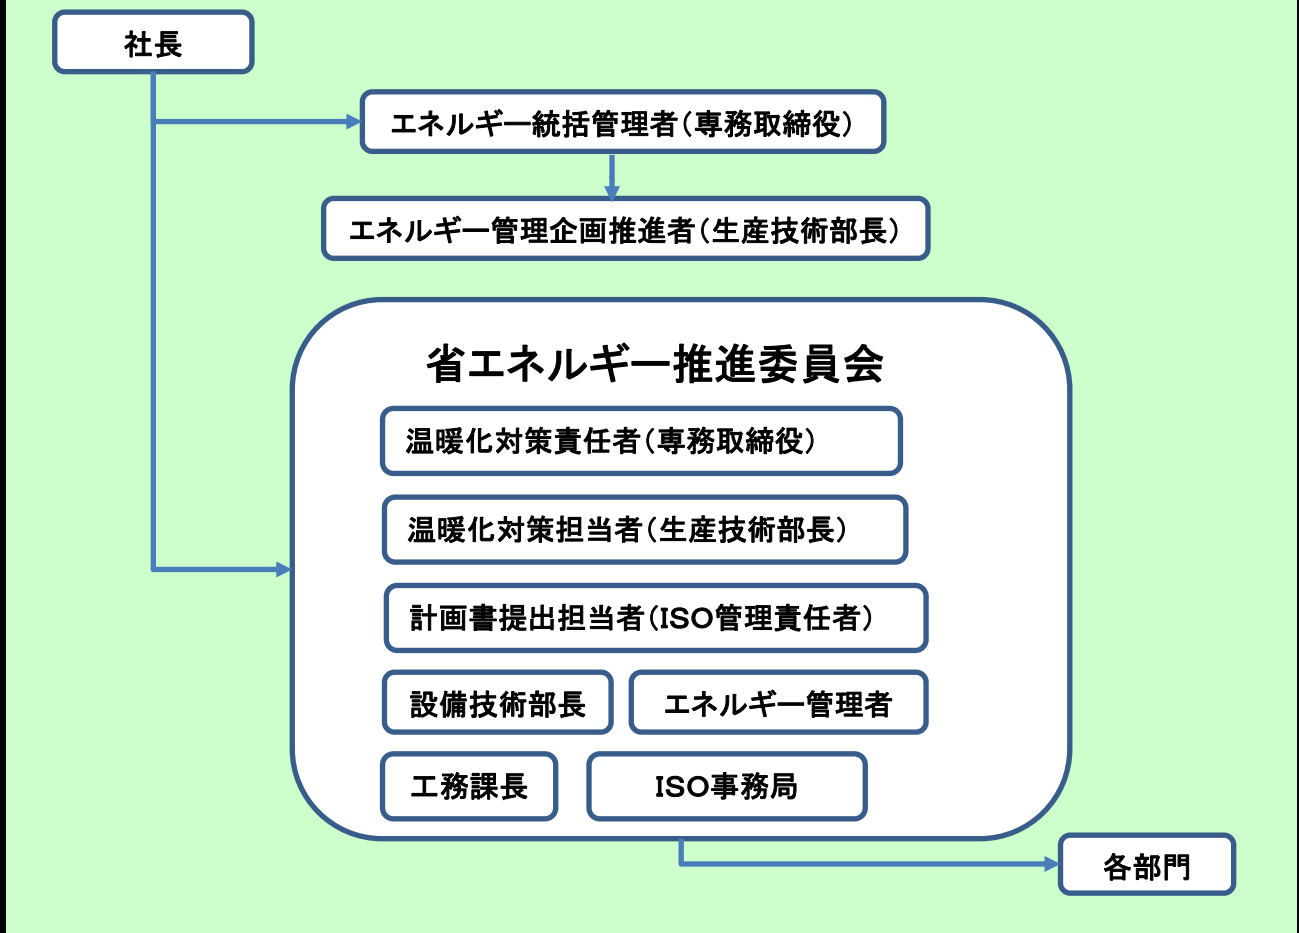 社長
エネルギー統括管理者（専務取締役）
エネルギー管理企画推進者（生産技術部長）
省エネルギー推進委員会
温暖化対策責任者（専務取締役）
温暖化対策担当者（生産技術部長）
計画書提出担当者（ISO管理責任者）
設備技術部長 エネルギー管理者
工務課長 ISO事務局
各部門